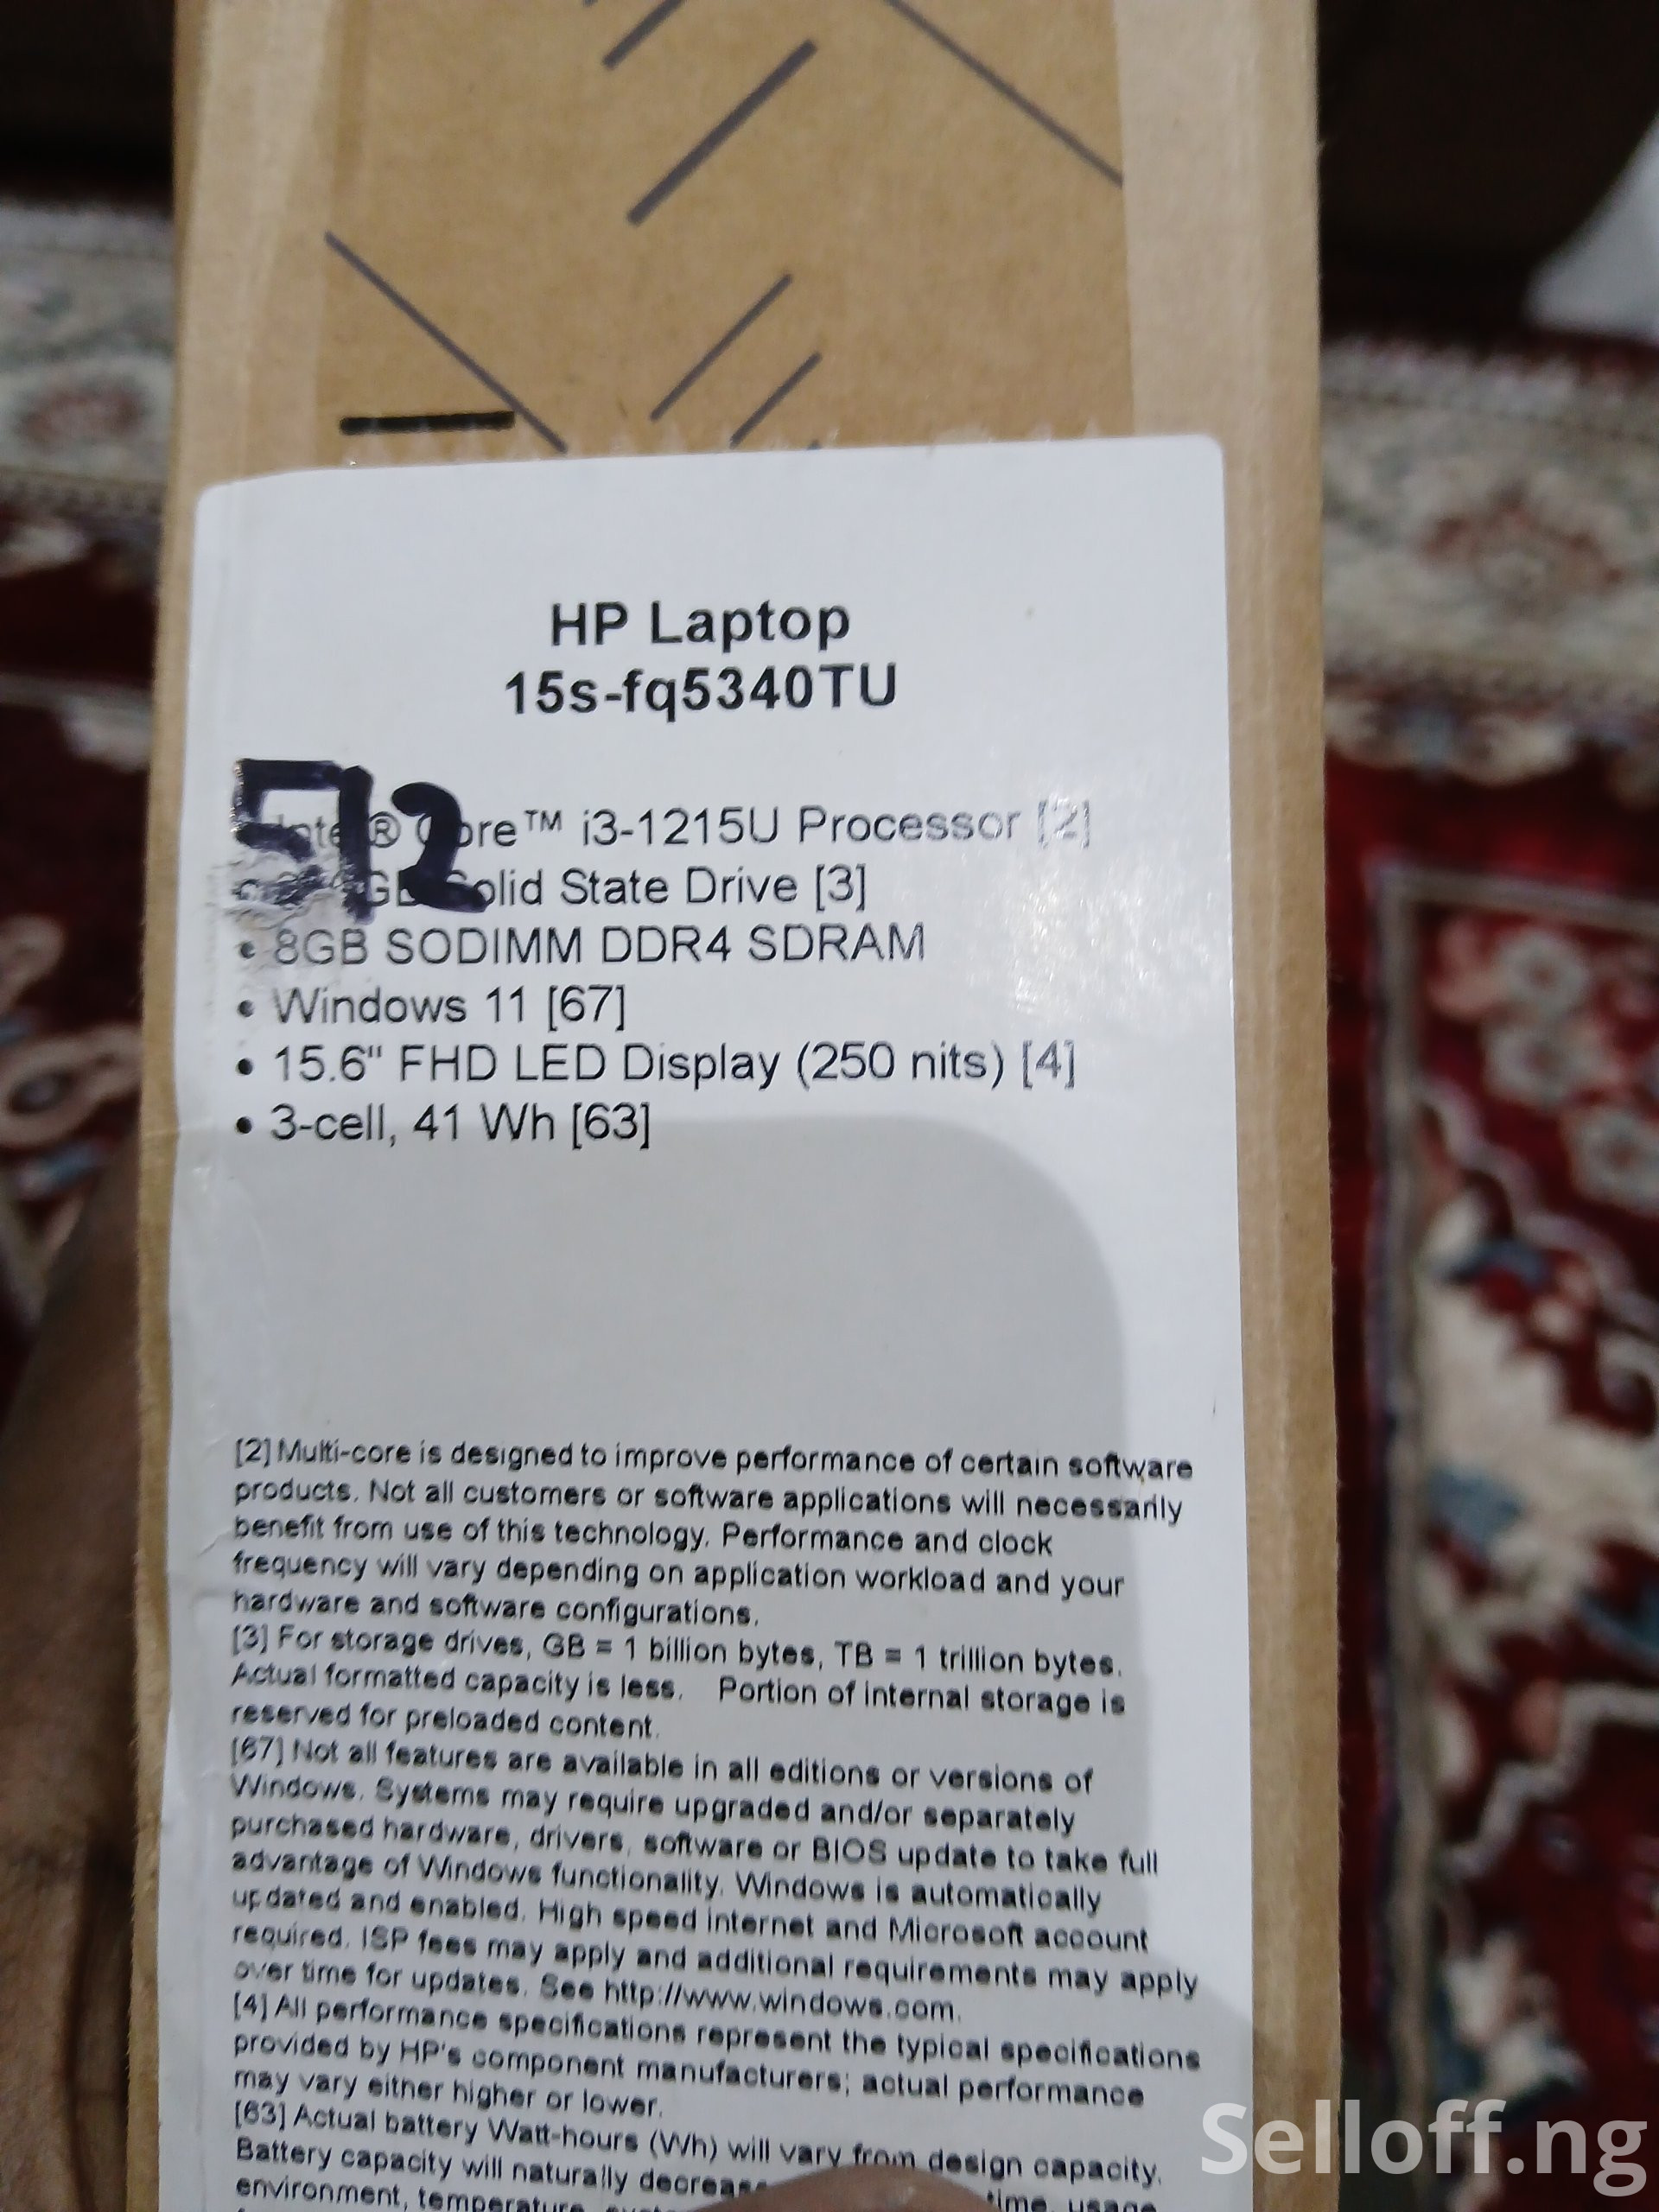 HP Laptop
15s-fq5340TU
512
® Core™ i3-1215U Processor [2]
GB Solid State Drive [3]
• 8GB SODIMM DDR4 SDRAM
• Windows 11 [67]
• 15.6" FHD LED Display (250 nits) [4]
• 3-cell, 41 Wh [63]
[2] Multi-core is designed to improve performance of certain software
products. Not all customers or software applications will necessarily
benefit from use of this technology. Performance and clock
frequency will vary depending on application workload and your
hardware and software configurations.
[3] For storage drives, GB = 1 billion bytes, TB = 1 trillion bytes.
Actual formatted capacity is less. Portion of internal storage is
reserved for preloaded content.
[67] Not all features are available in all editions or versions of
Windows. Systems may require upgraded and/or separately
purchased hardware, drivers, software or BIOS update to take full
advantage of Windows functionality. Windows is automatically
updated and enabled. High speed internet and Microsoft account
required. ISP fees may apply and additional requirements may apply
over time for updates. See http://www.windows.com.
[4] All performance specifications represent the typical specifications
provided by HP's component manufacturers; actual performance
may vary either higher or lower.
[63] Actual battery Watt-hours (Wh) will vary from design capacity.
Battery capacity will naturally time, usage
environment, temperature,
Selloff.ng